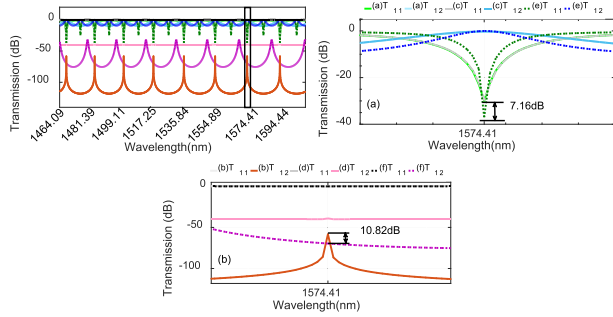 0
-50
-100
Transmission (dB)
1464.09
1481.39
1499.11
1517.25
1535.84
1554.89
1574.41
1594.44
Wavelength(nm)
(a)T 11 (a)T 12 (c)T 11 (c)T 12 (e)T 11 (e)T 12
0
-20
-30
-40
Transmission (dB)
7.16dB
(a)
1574.41
Wavelength(nm)
(b)T 11 (b)T 12 (d)T 11 (d)T 12 (f)T 11 (f)T 12
0
-50
-100
Transmission (dB)
10.82dB
(b)
1574.41
Wavelength(nm)